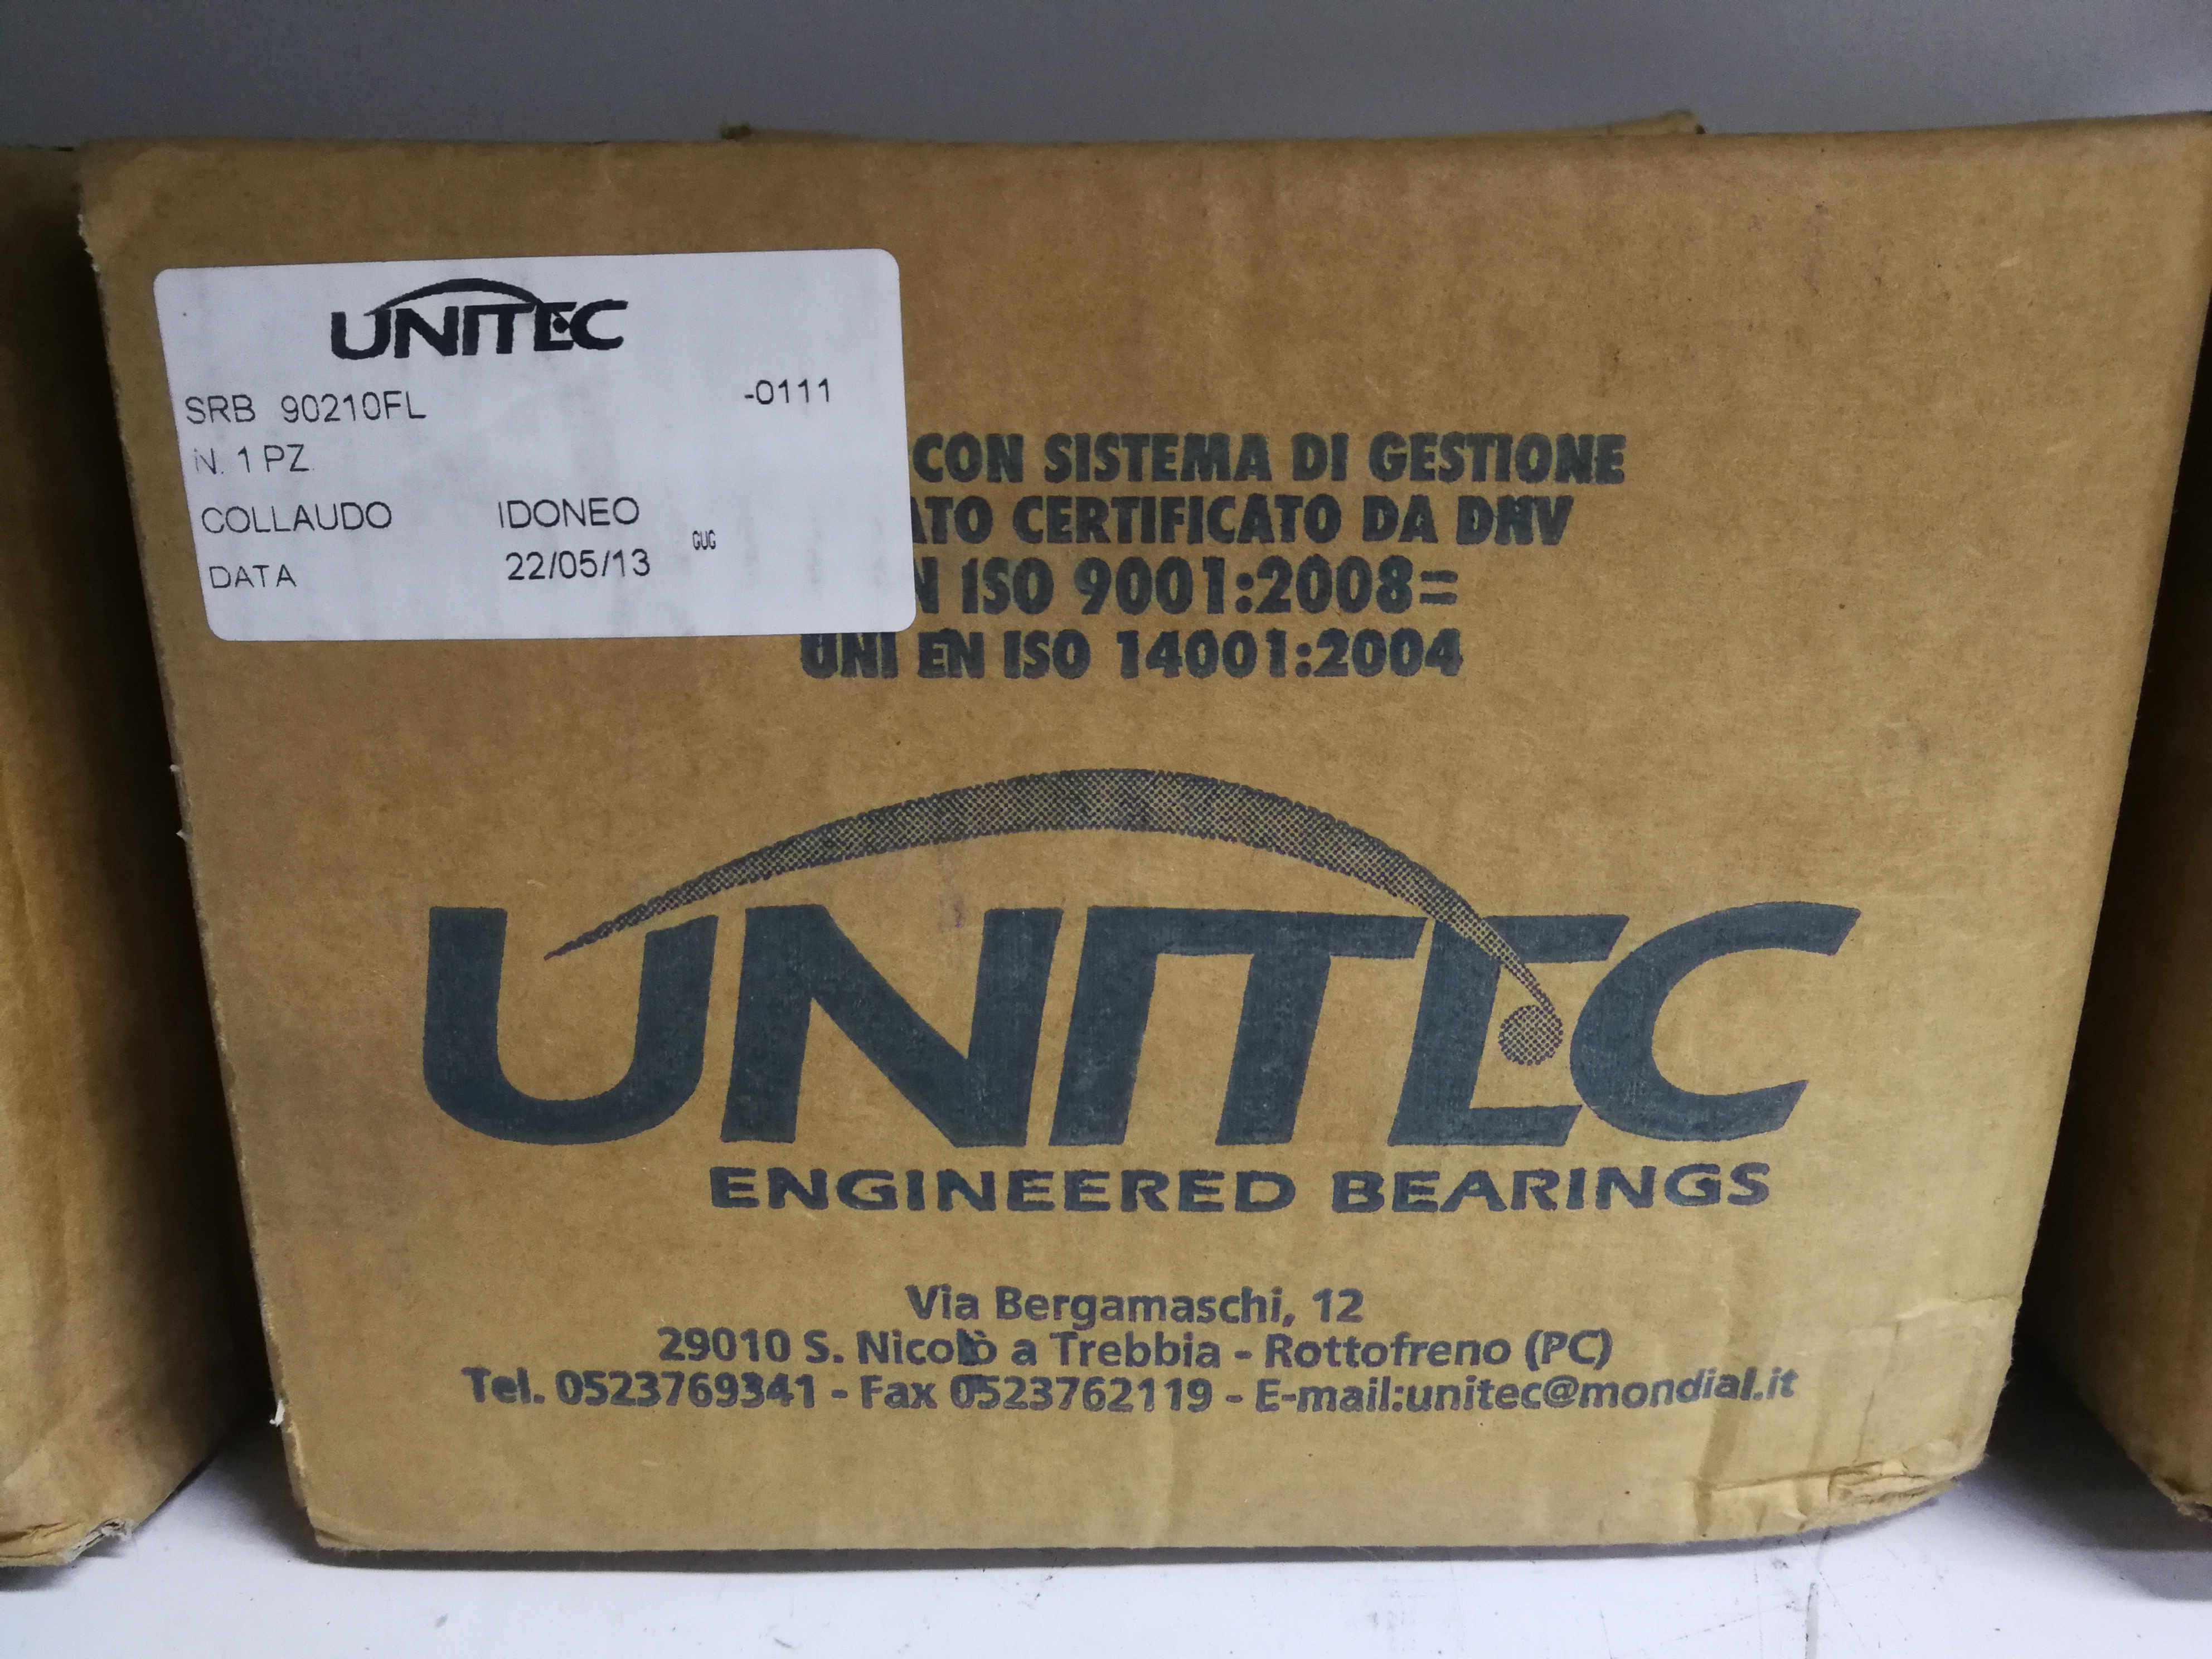 UNITEC
SRB 90210FL -0111
N. 1 PZ
COLLAUDO IDONEO
GUG
DATA 22/05/13
CON SISTEMA DI GESTIONE
CERTIFICATO DA DNV
ISO 9001:2008=
UNI EN ISO 14001:2004
UNITEC
ENGINEERED BEARINGS
Via Bergamaschi, 12
29010 S. Nicolò a Trebbia - Rottofreno (PC)
Tel. 0523769341 - Fax 0523762119 - E-mail:unitec@mondial.it